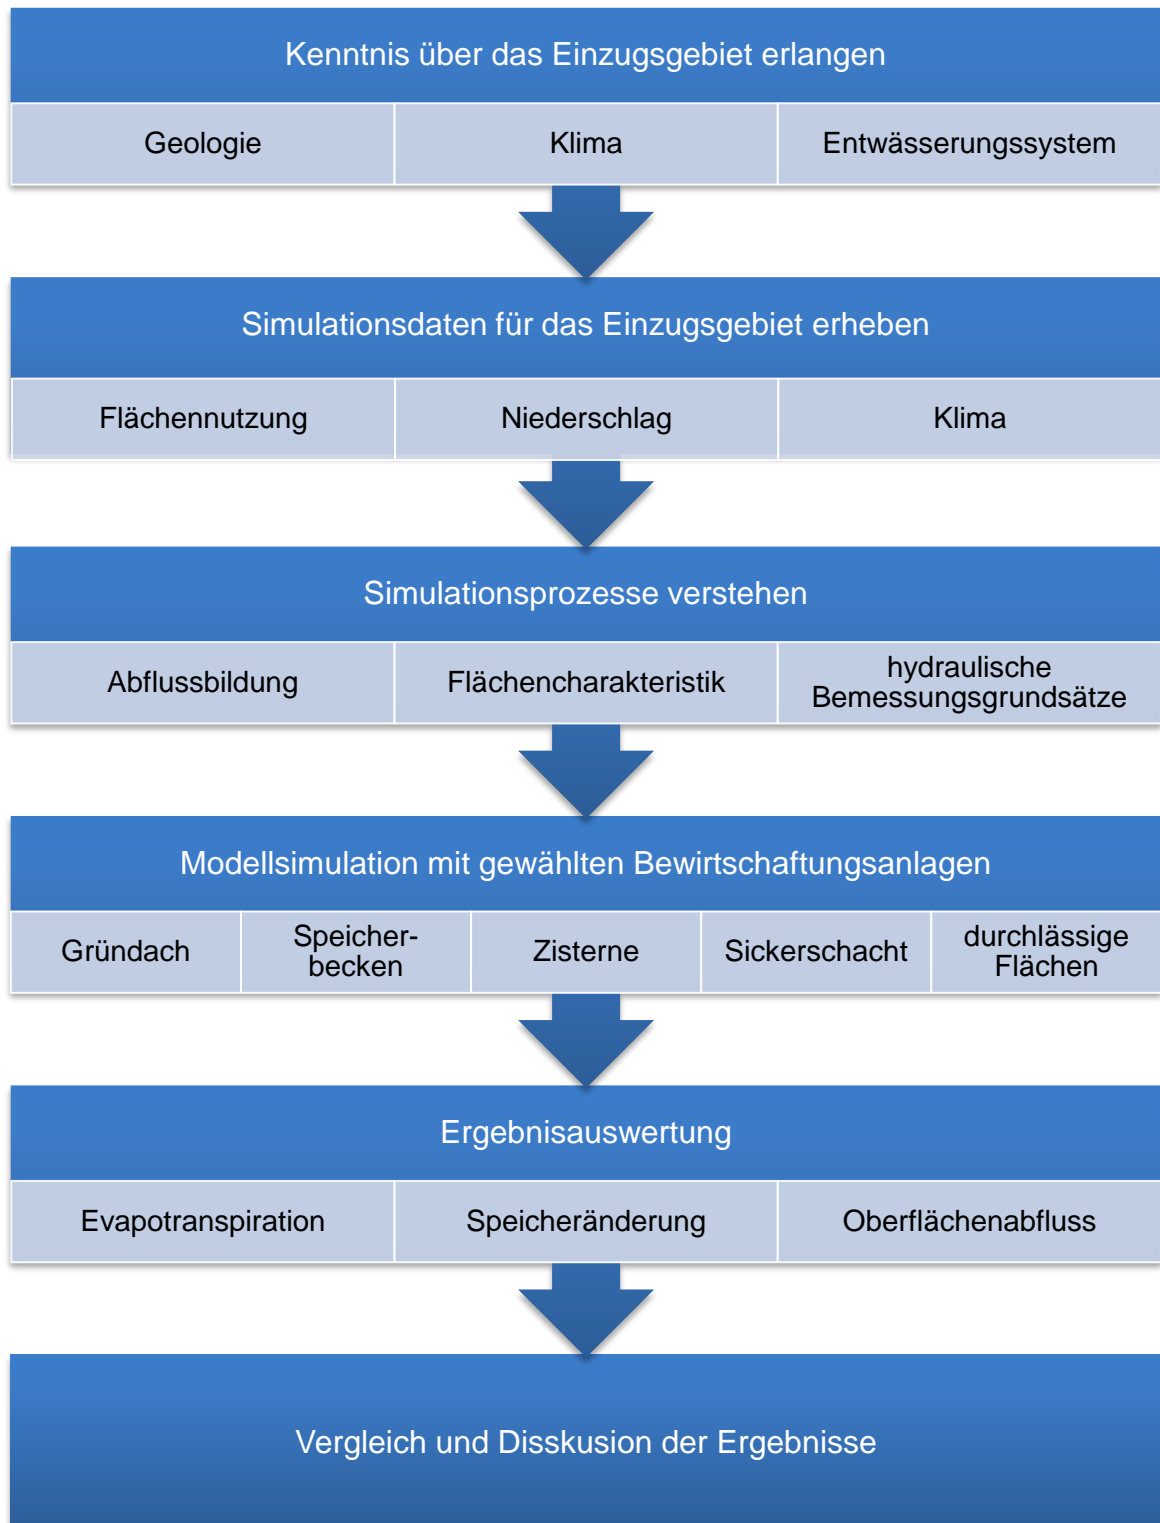 Kenntnis über das Einzugsgebiet erlangen
Geologie
Klima
Entwässerungssystem
Simulationsdaten für das Einzugsgebiet erheben
Flächennutzung
Niederschlag
Klima
Simulationsprozesse verstehen
Abflussbildung
Flächencharakteristik
hydraulische
Bemessungsgrundsätze
Modellsimulation mit gewählten Bewirtschaftungsanlagen
Gründach
Speicher-
becken
Zisterne
Sickerschacht
durchlässige
Flächen
Ergebnisauswertung
Evapotranspiration
Speicheränderung
Oberflächenabfluss
Vergleich und Disskusion der Ergebnisse